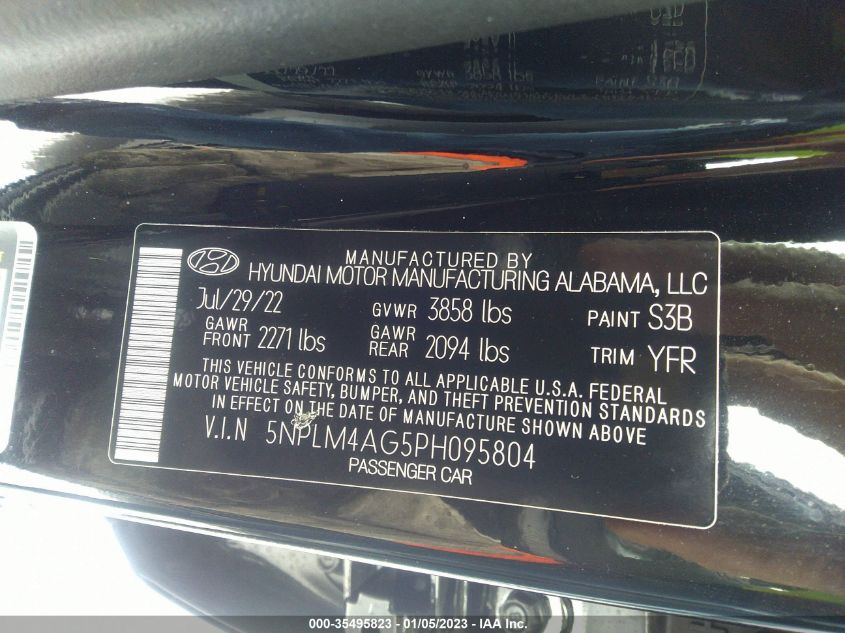 MANUFACTURED BY
HYUNDAI MOTOR MANUFACTURING ALABAMA, LLC
Jul/29/22 GVWR 3858 lbs PAINT S3B
GAWR FRONT 2271 lbs GAWR REAR 2094 lbs TRIM YFR
THIS VEHICLE CONFORMS TO ALL APPLICABLE U.S.A. FEDERAL
MOTOR VEHICLE SAFETY, BUMPER, AND THEFT PREVENTION STANDARDS
IN EFFECT ON THE DATE OF MANUFACTURE SHOWN ABOVE
V.I.N 5NPLM4AG5PH095804
PASSENGER CAR
000-35495823 - 01/05/2023 - IAA Inc.